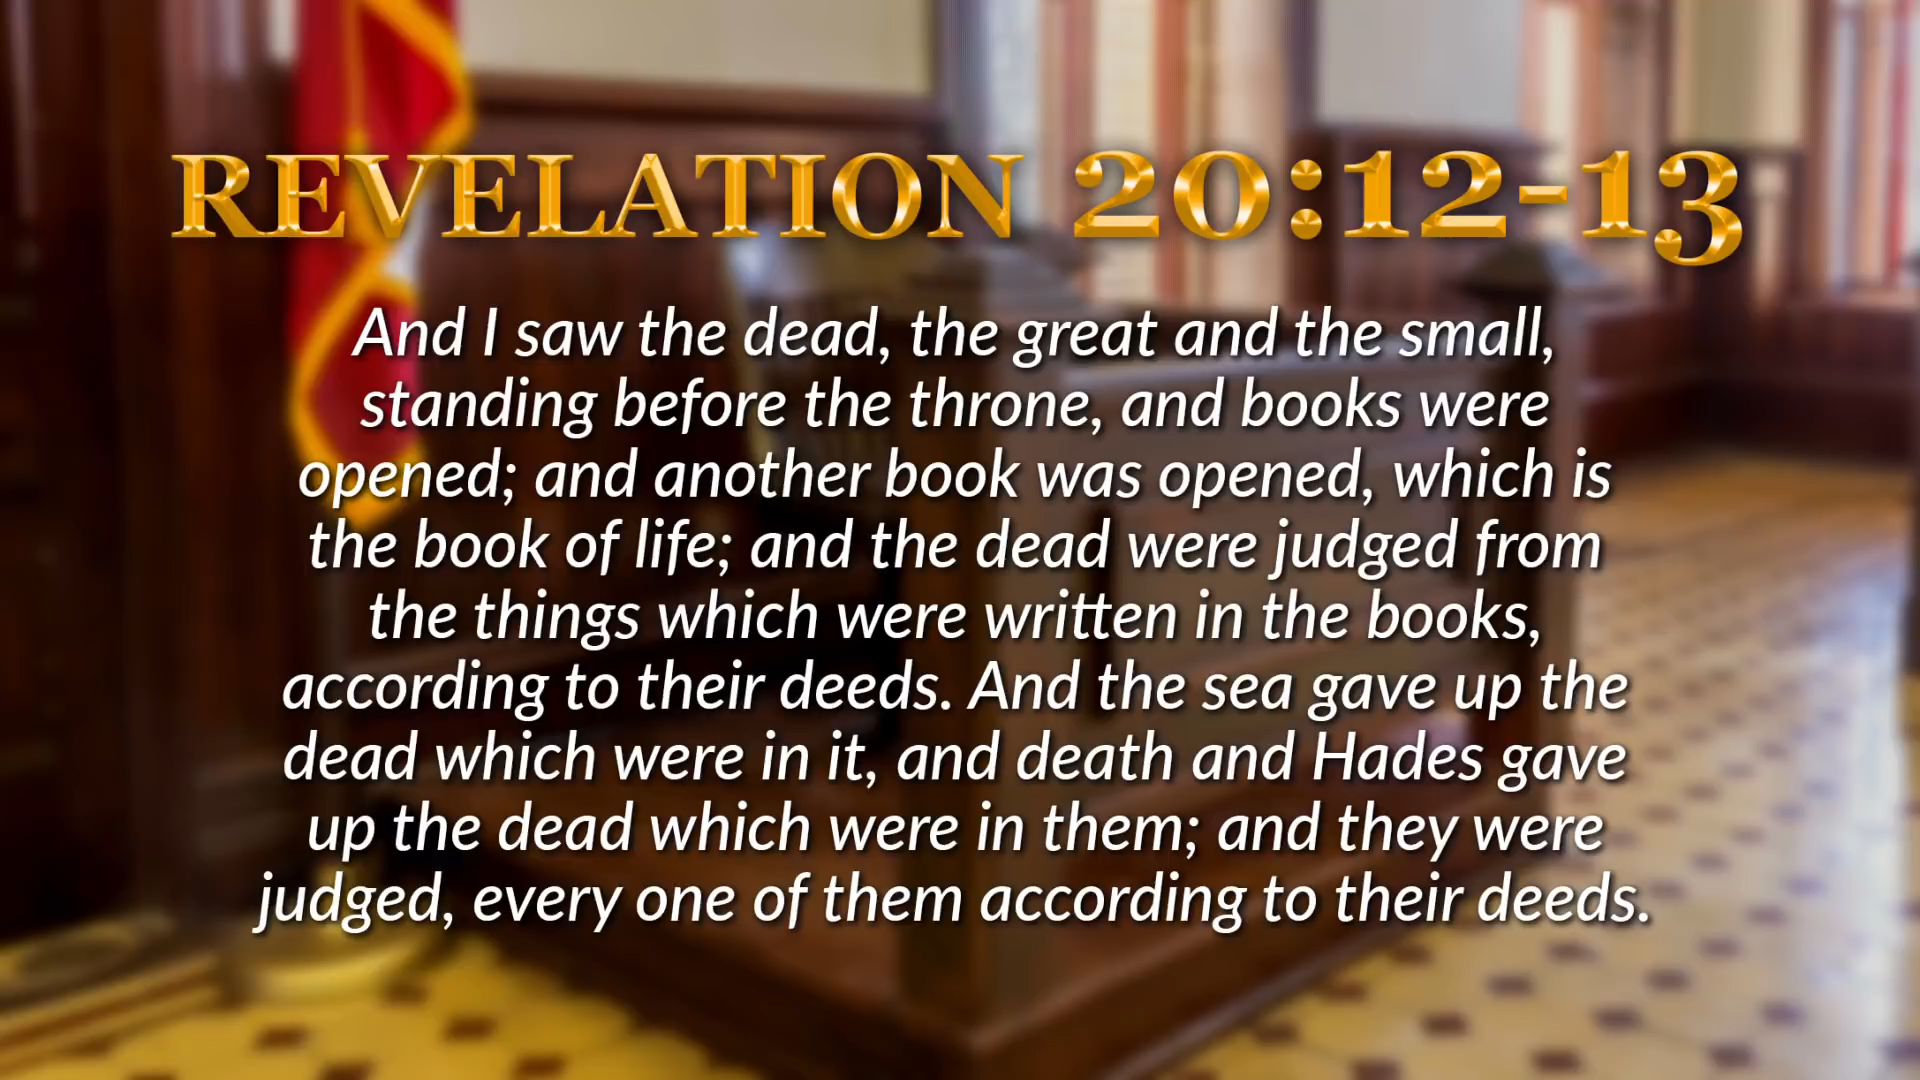 REVELATION 20:12-13
And I saw the dead, the great and the small,
standing before the throne, and books were
opened; and another book was opened, which is
the book of life; and the dead were judged from
the things which were written in the books,
according to their deeds. And the sea gave up the
dead which were in it, and death and Hades gave
up the dead which were in them; and they were
judged, every one of them according to their deeds.